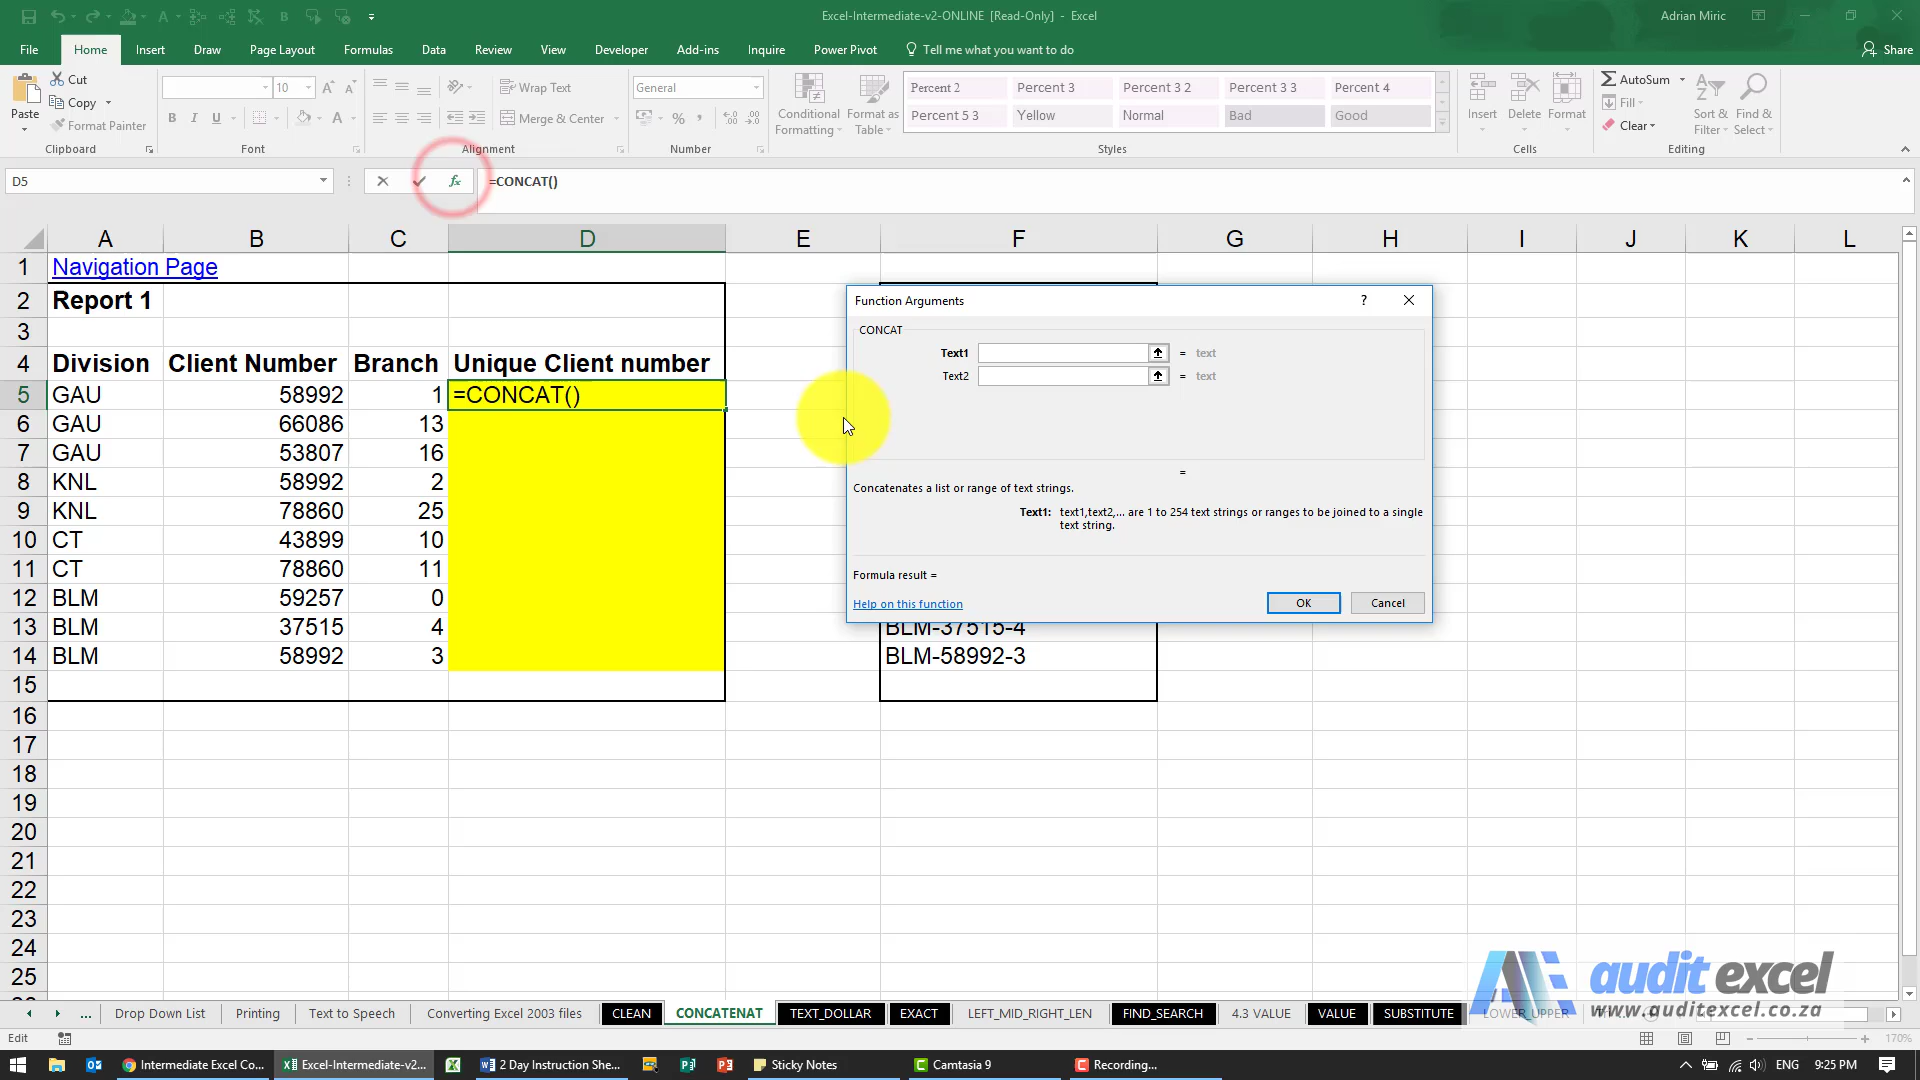 Excel-Intermediate-v2-ONLINE [Read-Only] - Excel
Adrian Miric
File Home Insert Draw Page Layout Formulas Data Review View Developer Add-ins Inquire Power Pivot Tell me what you want to do Share
Paste Cut Copy Format Painter Clipboard
10 B I U A Font
Wrap Text Merge & Center Alignment
General % Number
Conditional Formatting Format as Table
Percent 2 Percent 3 Percent 3 2 Percent 3 3 Percent 4
Percent 5 3 Yellow Normal Bad Good
Styles
Insert Delete Format Cells
AutoSum Fill Clear Sort & Filter Find & Select Editing
D5 fx =CONCAT()
A B C D E F G H I J K L
1 Navigation Page
2 Report 1
3
4 Division Client Number Branch Unique Client number
5 GAU 58992 1 =CONCAT()
6 GAU 66086 13
7 GAU 53807 16
8 KNL 58992 2
9 KNL 78860 25
10 CT 43899 10
11 CT 78860 11
12 BLM 59257 0
13 BLM 37515 4 BLM-37515-4
14 BLM 58992 3 BLM-58992-3
15
16
17
18
19
20
21
22
23
24
25
Function Arguments ?
CONCAT
Text1 = text
Text2 = text
=
Concatenates a list or range of text strings.
Text1: text1,text2,... are 1 to 254 text strings or ranges to be joined to a single
text string.
Formula result =
Help on this function OK Cancel
audit excel
www.auditexcel.co.za
... Drop Down List Printing Text to Speech Converting Excel 2003 files CLEAN CONCATENAT TEXT_DOLLAR EXACT LEFT_MID_RIGHT_LEN FIND_SEARCH 4.3 VALUE VALUE SUBSTITUTE LOWER_UPPER
Edit 170%
Intermediate Excel Co... Excel-Intermediate-v2... 2 Day Instruction She... Sticky Notes Camtasia 9 Recording... ENG 9:25 PM